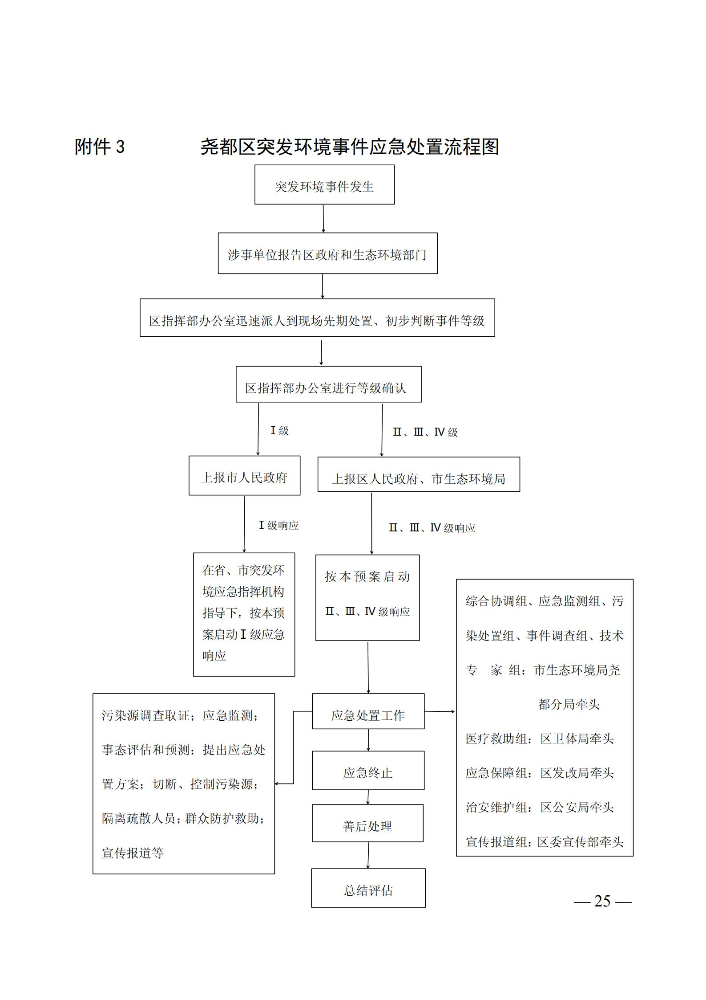 附件 3 尧都区突发环境事件应急处置流程图
突发环境事件发生
涉事单位报告区政府和生态环境部门
区指挥部办公室迅速派人到现场先期处置、初步判断事件等级
区指挥部办公室进行等级确认
Ⅰ 级
Ⅱ、Ⅲ、Ⅳ 级
上报市人民政府
上报区人民政府、市生态环境局
Ⅰ 级响应
Ⅱ、Ⅲ、Ⅳ 级响应
在省、市突发环
境应急指挥机构
指导下，按本预
案启动 Ⅰ 级应急
响应
按本预案启动
Ⅱ、Ⅲ、Ⅳ 级响应
综合协调组、应急监测组、污
染处置组、事件调查组、技术
专 家 组：市生态环境局尧
都分局牵头
医疗救助组：区卫体局牵头
应急保障组：区发改局牵头
治安维护组：区公安局牵头
宣传报道组：区委宣传部牵头
污染源调查取证；应急监测；
事态评估和预测；提出应急处
置方案；切断、控制污染源；
隔离疏散人员；群众防护救助；
宣传报道等
应急处置工作
应急终止
善后处理
总结评估
— 25 —